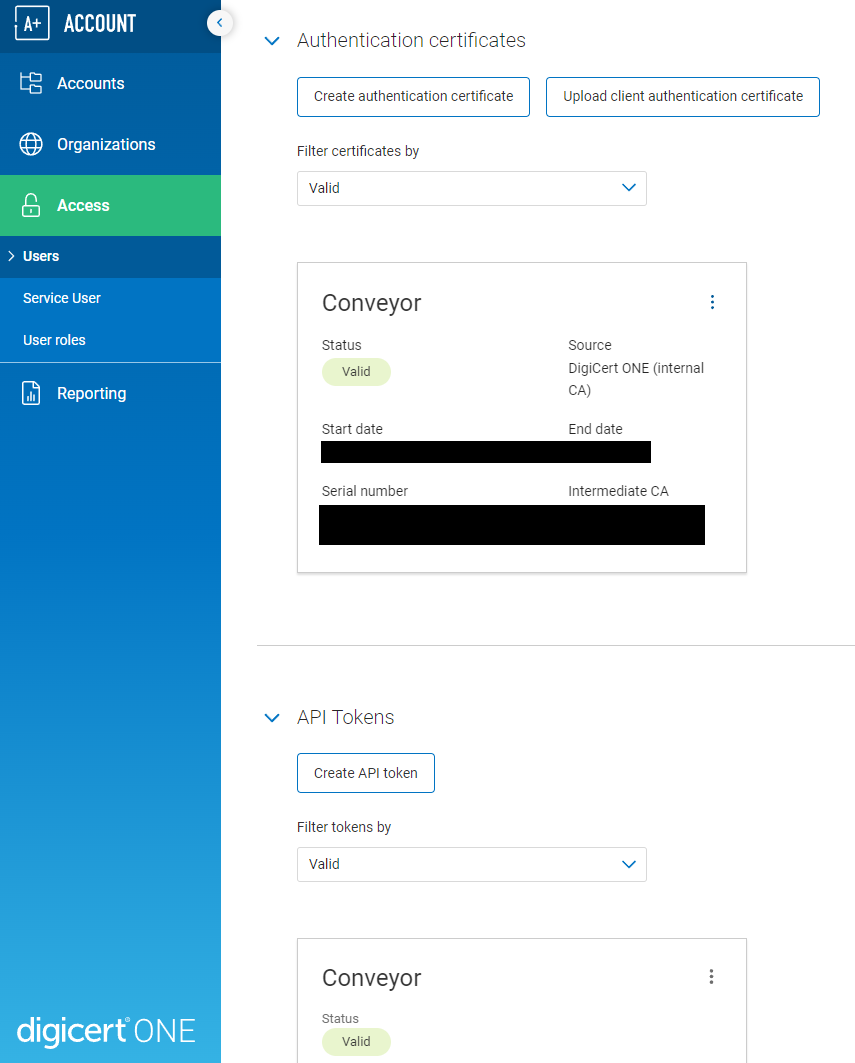 A+ ACCOUNT
Accounts
Organizations
Access
Users
Service User
User roles
Reporting
digicert® ONE
Authentication certificates
Create authentication certificate
Upload client authentication certificate
Filter certificates by
Valid
Conveyor
Status
Valid
Source
DigiCert ONE (internal
CA)
Start date
End date
Serial number
Intermediate CA
API Tokens
Create API token
Filter tokens by
Valid
Conveyor
Status
Valid